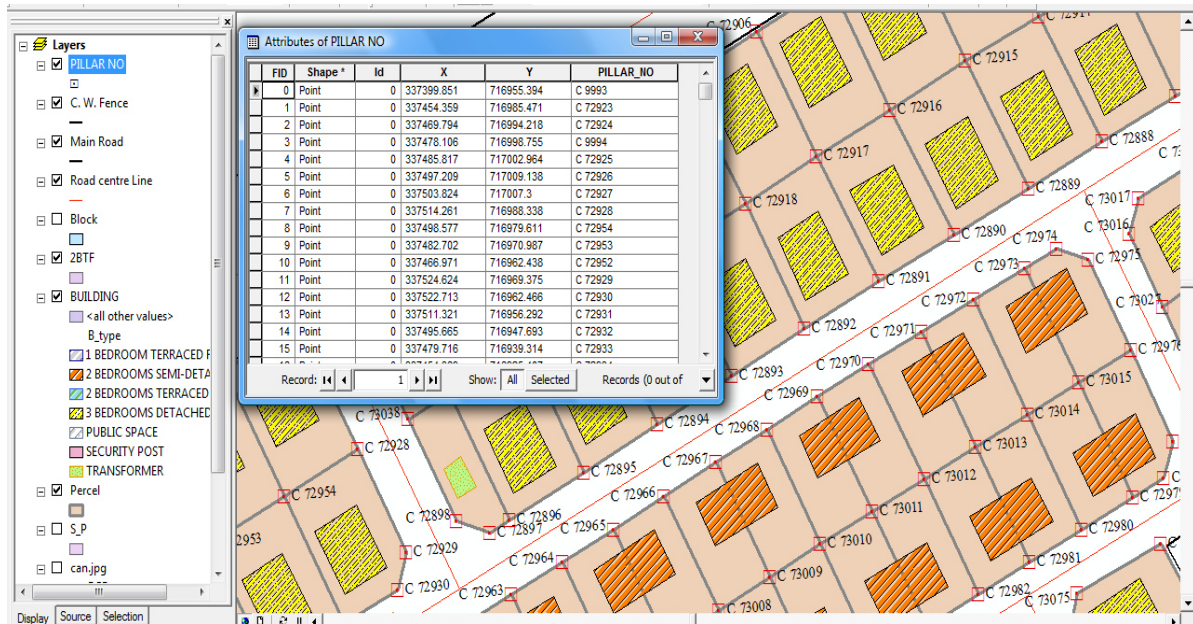 Layers
PILLAR NO
C. W. Fence
Main Road
Road centre Line
Block
2BTF
BUILDING
<all other values>
B_type
1 BEDROOM TERRACED F
2 BEDROOMS SEMI-DETA
2 BEDROOMS TERRACED
3 BEDROOMS DETACHED
PUBLIC SPACE
SECURITY POST
TRANSFORMER
Percel
S_P
can.jpg
Display Source Selection
Attributes of PILLAR NO
FID Shape * Id X Y PILLAR_NO
0 Point 0 337399.851 716955.394 C 9993
1 Point 0 337454.359 716985.471 C 72923
2 Point 0 337469.794 716994.218 C 72924
3 Point 0 337478.106 716998.755 C 9994
4 Point 0 337485.817 717002.964 C 72925
5 Point 0 337497.209 717009.138 C 72926
6 Point 0 337503.824 717007.3 C 72927
7 Point 0 337514.261 716988.338 C 72928
8 Point 0 337498.577 716979.611 C 72954
9 Point 0 337482.702 716970.987 C 72953
10 Point 0 337466.971 716962.438 C 72952
11 Point 0 337524.624 716969.375 C 72929
12 Point 0 337522.713 716962.466 C 72930
13 Point 0 337511.321 716956.292 C 72931
14 Point 0 337495.665 716947.693 C 72932
15 Point 0 337479.716 716939.314 C 72933
Record: 1 Show: All Selected Records (0 out of
C 72906
C 72915
C 72916
C 72917
C 72918
C 72888
C 72889
C 73017
C 72890
C 72974
C 73016
C 72975
C 72891
C 72973
C 72972
C 73027
C 72892
C 72971
C 72976
C 72893
C 72970
C 73015
C 72969
C 73014
C 73038
C 72894
C 72968
C 73013
C 72928
C 72895
C 72967
C 73012
C 72954
C 72966
C 73011
C 72898
C 72896
C 72897
C 72965
C 72980
2953
C 72929
C 72964
C 73010
C 72981
C 72930
C 72963
C 73009
C 73008
C 72982
C 73075